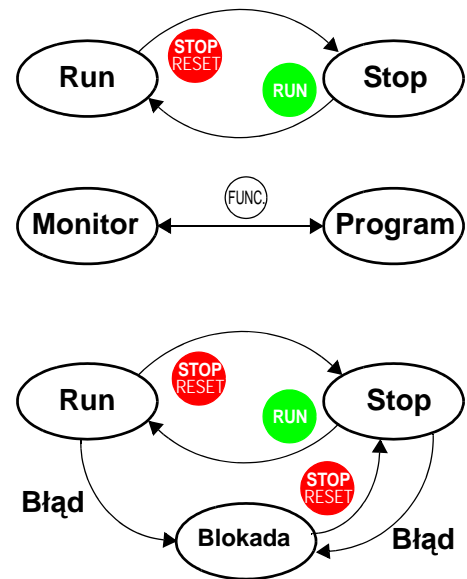 STOP
RESET
Run
Stop
RUN
FUNC.
Monitor
Program
STOP
RESET
Run
Stop
RUN
STOP
RESET
Błąd
Blokada
Błąd